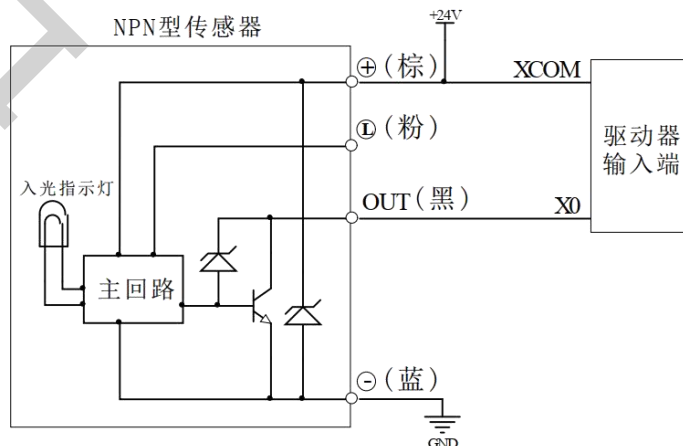 NPN型传感器
+24V
⊕(棕)
XCOM
Ⓛ(粉)
驱动器
输入端
入光指示灯
OUT(黑)
X0
主回路
⊖(蓝)
GND